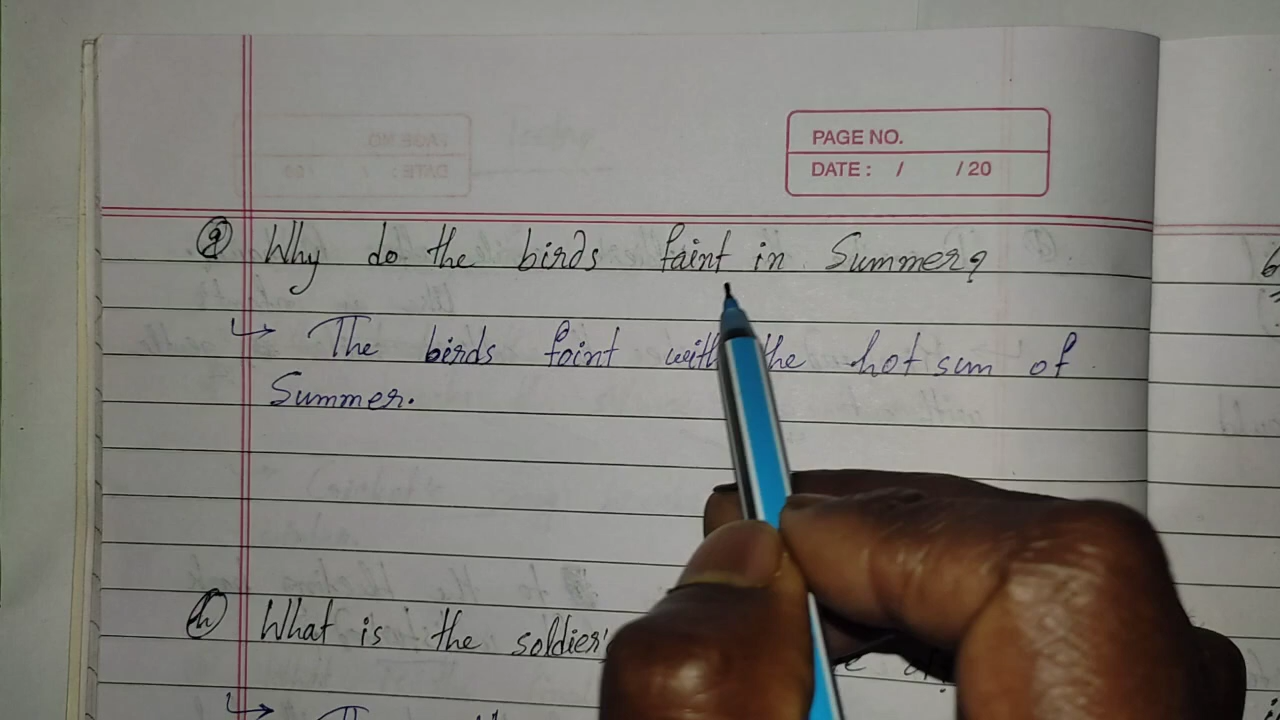 PAGE NO.
DATE: / /20
g Why do the birds faint in Summer?
↳ The birds faint with the hot sun of
Summer.
h What is the soldier's